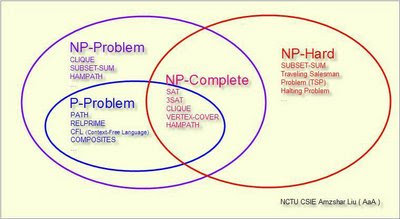 NP-Problem
CLIQUE
SUBSET-SUM
HAMPATH
P-Problem
PATH
RELPRIME
CFL (Context-Free Language)
COMPOSITES
...
NP-Complete
SAT
3SAT
CLIQUE
VERTEX-COVER
HAMPATH
NP-Hard
SUBSET-SUM
Traveling Salesman
Problem (TSP)
Halting Problem
...
NCTU CSIE Amzshar Liu ( AaA )